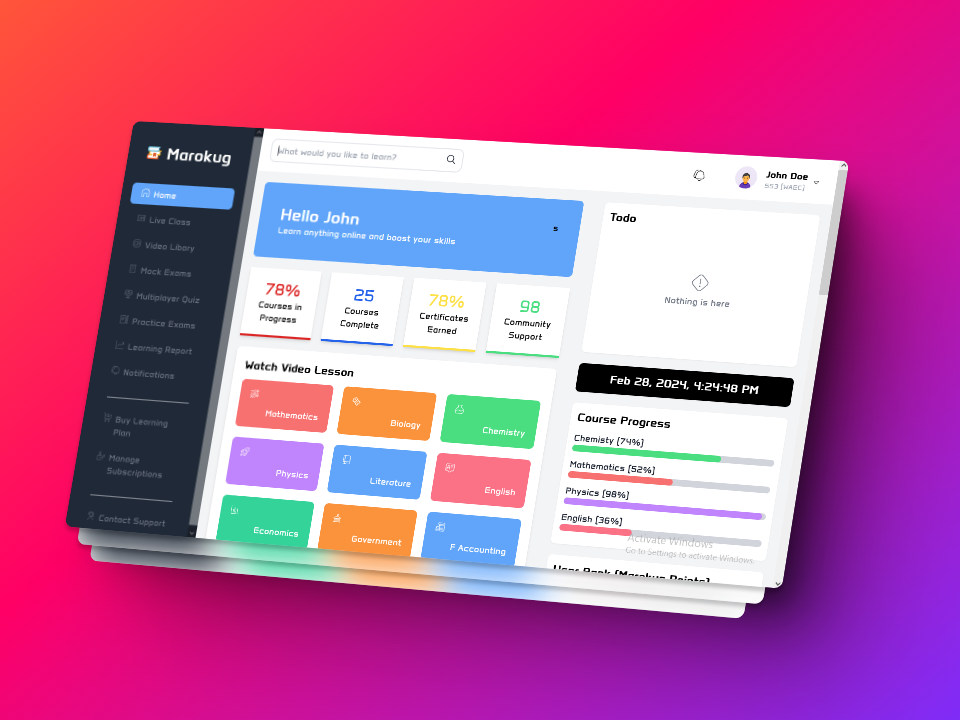 Marokug
Home
Live Class
Video Libary
Mock Exams
Multiplayer Quiz
Practice Exams
Learning Report
Notifications
Buy Learning
Plan
Manage
Subscriptions
Contact Support
What would you like to learn?
John Doe
553 [WAEC]
Hello John
Learn anything online and boost your skills
s
78%
Courses in
Progress
25
Courses
Complete
78%
Certificates
Earned
98
Community
Support
Watch Video Lesson
Mathematics
Biology
Chemistry
Physics
Literature
English
Economics
Government
F Accounting
Todo
Nothing is here
Feb 28, 2024, 4:24:48 PM
Course Progress
Chemisty [74%]
Mathematics [52%]
Physics [98%]
English [36%]
Activate Windows
Go to Settings to activate Windows.
User Rank [Marokug Points]